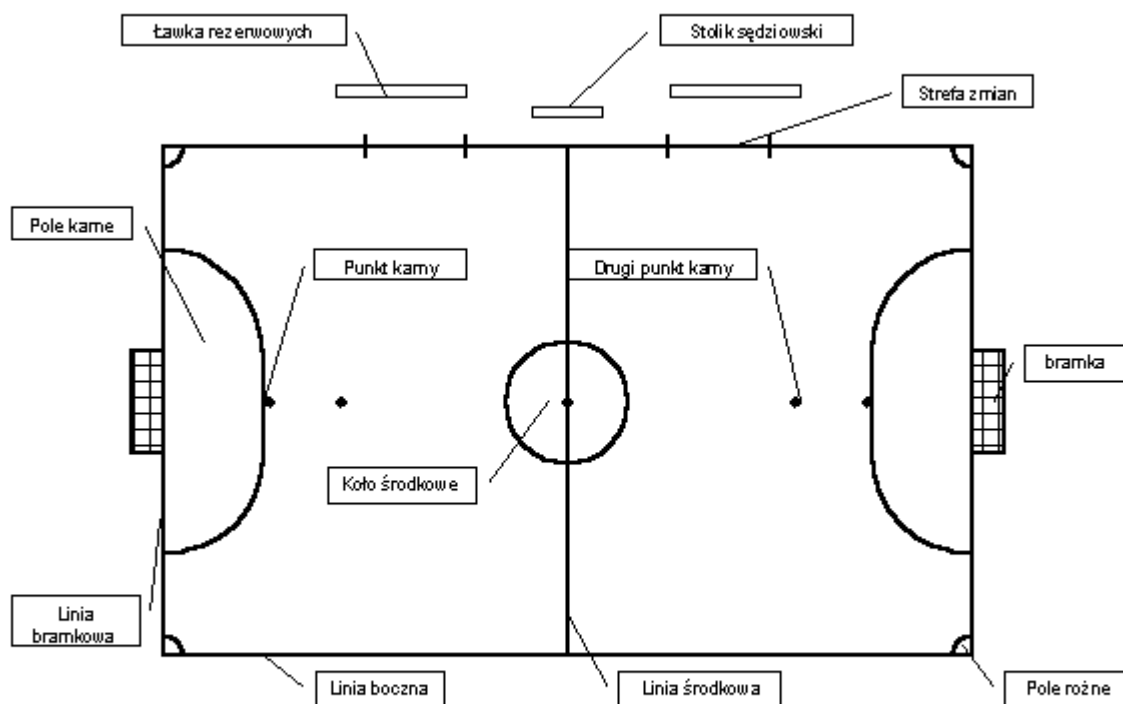 Ławka rezerwowych
Stolik sędziowski
Strefa zmian
Pole karne
Punkt karny
Drugi punkt karny
bramka
Koło środkowe
Linia
bramkowa
Linia boczna
Linia środkowa
Pole rożne